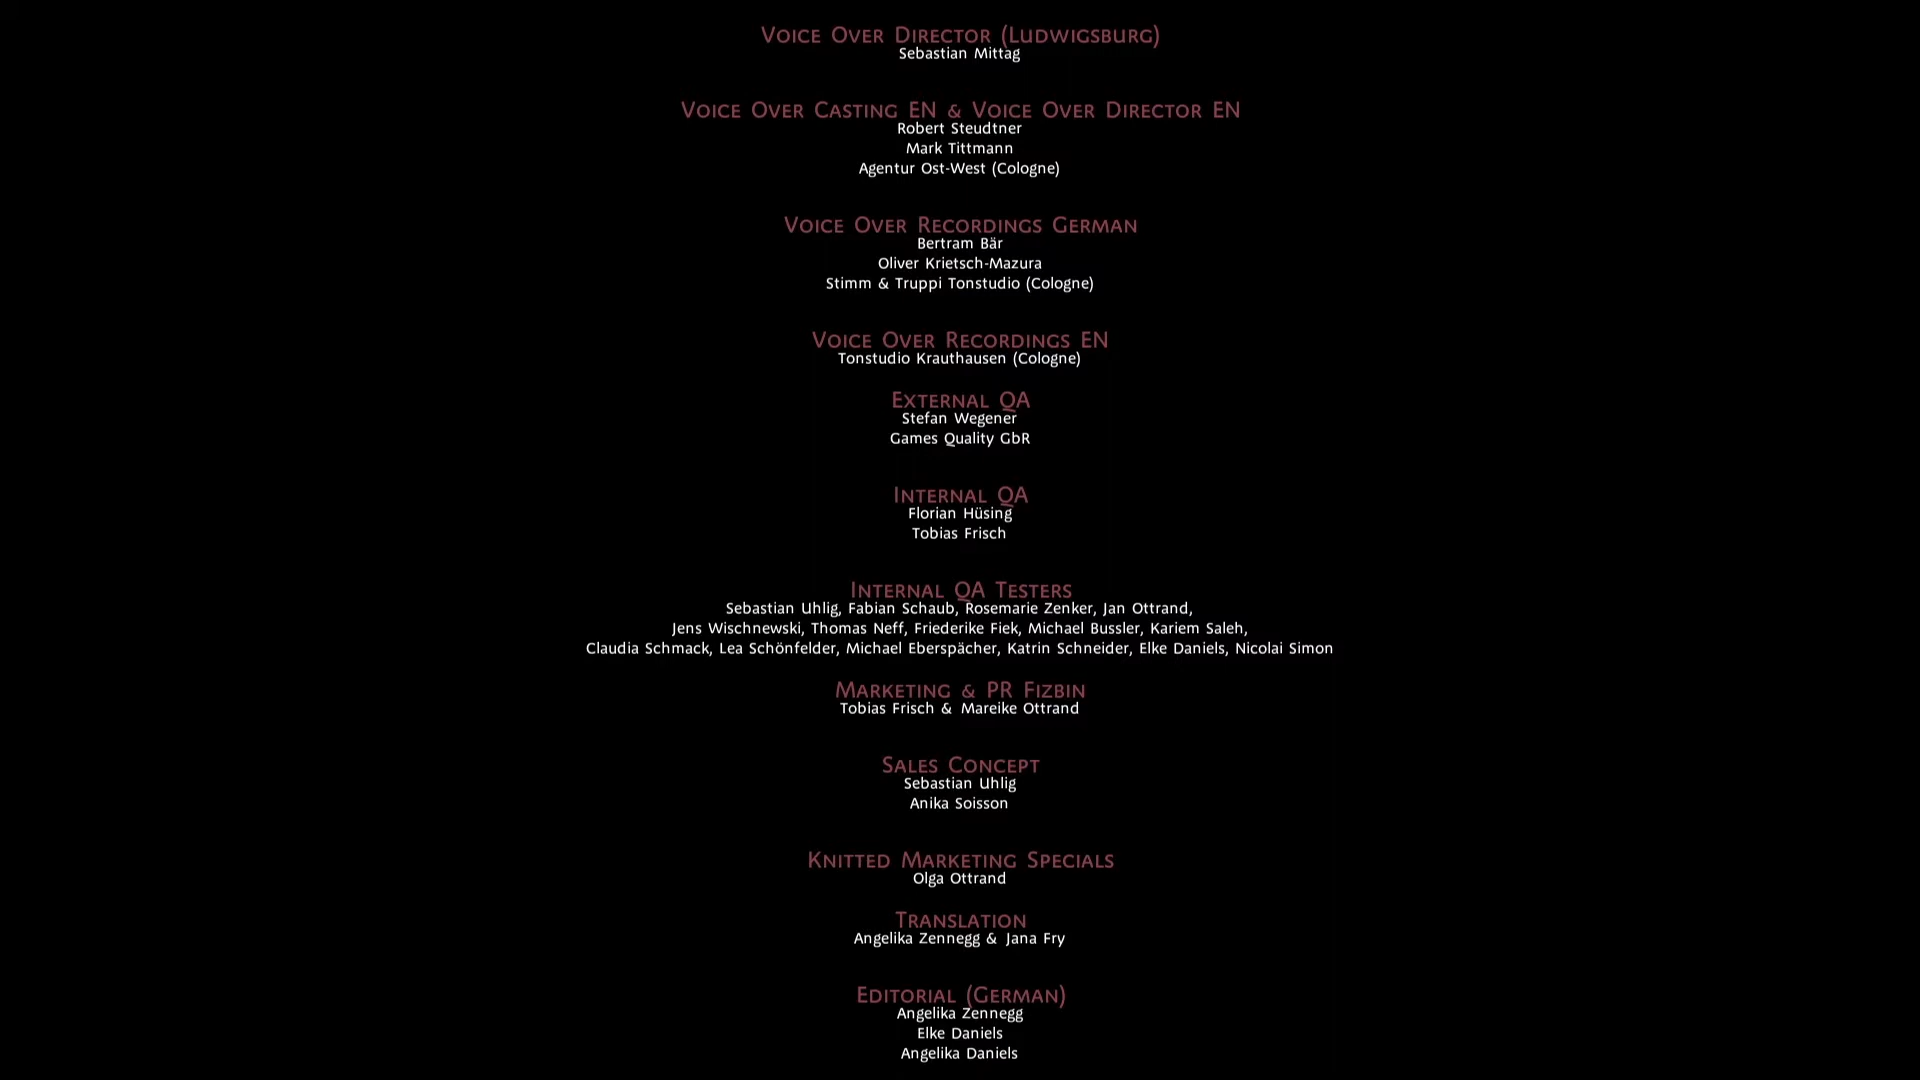 Voice Over Director (Ludwigsburg)
Sebastian Mittag
Voice Over Casting EN & Voice Over Director EN
Robert Steudtner
Mark Tittmann
Agentur Ost-West (Cologne)
Voice Over Recordings German
Bertram Bär
Oliver Krietsch-Mazura
Stimm & Truppi Tonstudio (Cologne)
Voice Over Recordings EN
Tonstudio Krauthausen (Cologne)
External QA
Stefan Wegener
Games Quality GbR
Internal QA
Florian Hüsing
Tobias Frisch
Internal QA Testers
Sebastian Uhlig, Fabian Schaub, Rosemarie Zenker, Jan Ottrand,
Jens Wischnewski, Thomas Neff, Friederike Fiek, Michael Bussler, Kariem Saleh,
Claudia Schmack, Lea Schönfelder, Michael Eberspächer, Katrin Schneider, Elke Daniels, Nicolai Simon
Marketing & PR Fizbin
Tobias Frisch & Mareike Ottrand
Sales Concept
Sebastian Uhlig
Anika Soisson
Knitted Marketing Specials
Olga Ottrand
Translation
Angelika Zennegg & Jana Fry
Editorial (German)
Angelika Zennegg
Elke Daniels
Angelika Daniels